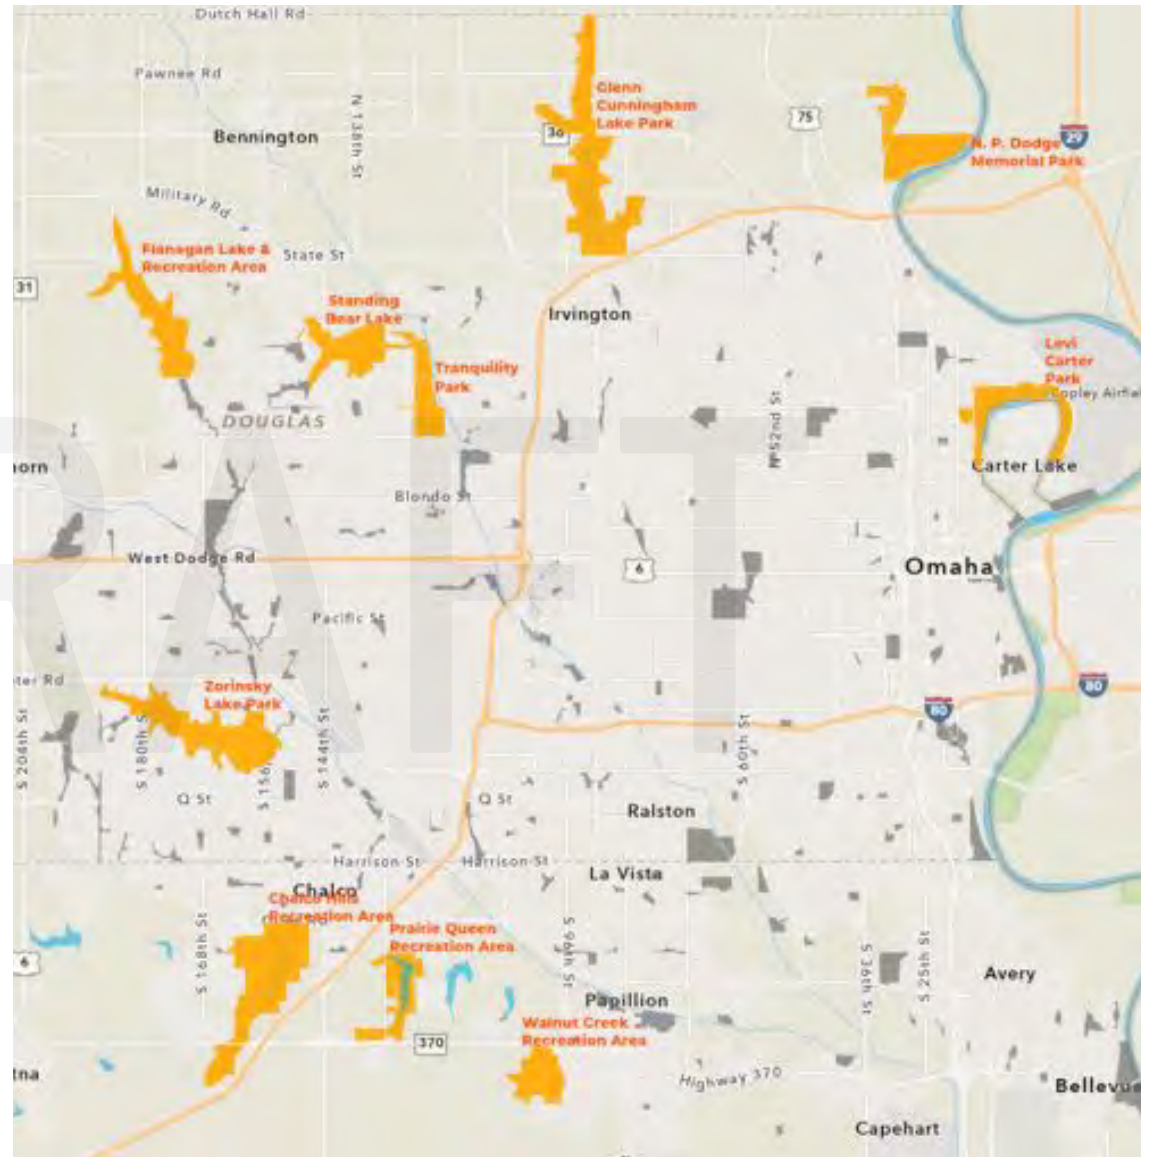 Dutch Hall Rd
Pawnee Rd
Bennington
N 138th St
Glenn
Cunningham
Lake Park
36
75
29
N. P. Dodge
Memorial Park
Military Rd
Flanagan Lake &
Recreation Area
State St
31
Standing
Bear Lake
Irvington
Tranquility
Park
Levi
Carter
Park
DOUGLAS
N 52nd St
Carter Lake
Blondo St
West Dodge Rd
6
Omaha
Pacific St
Zorinsky
Lake Park
80
80
S 204th St
S 180th S
S 156
S 144th St
S 60th St
Q St
Q St
Ralston
Harrison St
Harrison St
La Vista
Chalco
Chalco Hills
Recreation Area
Prairie Queen
Recreation Area
S 168th St
S 96th St
S 36th St
S 25th St
6
Avery
Papillion
Walnut Creek
Recreation Area
370
Highway 370
Bellevue
Capehart
RAFT